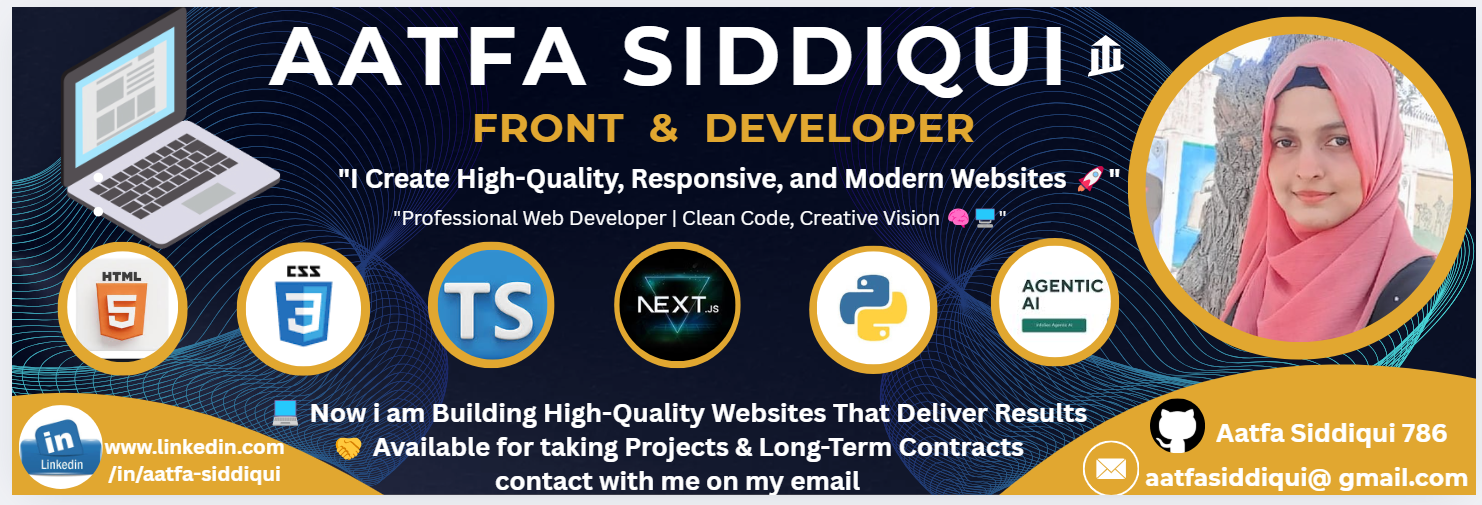 AATFA SIDDIQUI
FRONT & DEVELOPER
"I Create High-Quality, Responsive, and Modern Websites 🚀"
"Professional Web Developer | Clean Code, Creative Vision 🧠💻"
HTML
5
CSS
3
TS
NEXT.JS
AGENTIC
AI
💻 Now i am Building High-Quality Websites That Deliver Results
🤝 Available for taking Projects & Long-Term Contracts
contact with me on my email
in
Linkedin
www.linkedin.com
/in/aatfa-siddiqui
Aatfa Siddiqui 786
aatfasiddiqui@ gmail.com